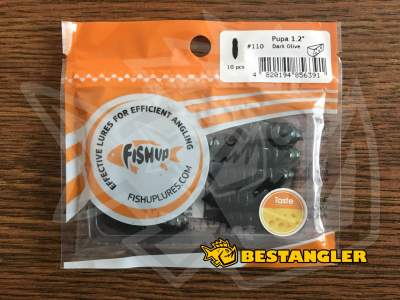 Pupa 1.2"
#110 Dark Olive
10 pcs
4 820194 856391
EFFECTIVE LURES FOR EFFICIENT ANGLING
FISHUP
FISHUPLURES.COM
Taste
BESTANGLER